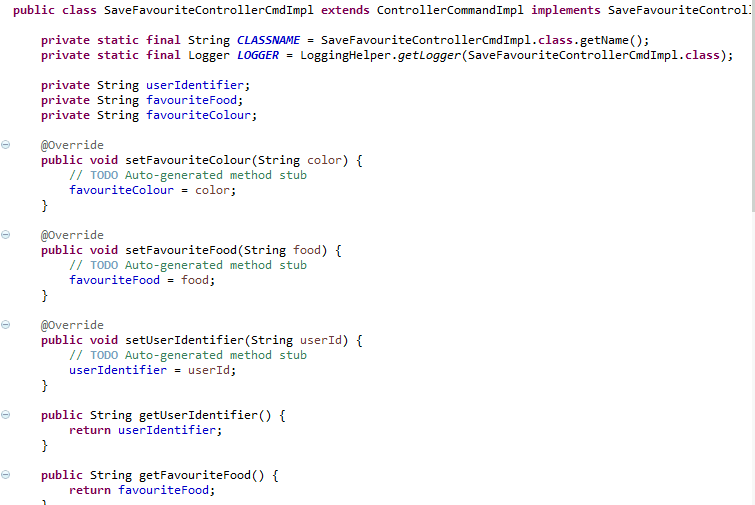 public class SaveFavouriteControllerCmdImpl extends ControllerCommandImpl implements
private static final String CLASSNAME = SaveFavouriteControllerCmdImpl.class.getName();
private static final Logger LOGGER = LoggingHelper.getLogger(SaveFavouriteControllerCmdImpl.class);
private String userIdentifier;
private String favouriteFood;
private String favouriteColour;
@Override
public void setFavouriteColour(String color) {
// TODO Auto-generated method stub
favouriteColour = color;
}
@Override
public void setFavouriteFood(String food) {
// TODO Auto-generated method stub
favouriteFood = food;
}
@Override
public void setUserIdentifier(String userId) {
// TODO Auto-generated method stub
userIdentifier = userId;
}
public String getUserIdentifier() {
return userIdentifier;
}
public String getFavouriteFood() {
return favouriteFood;